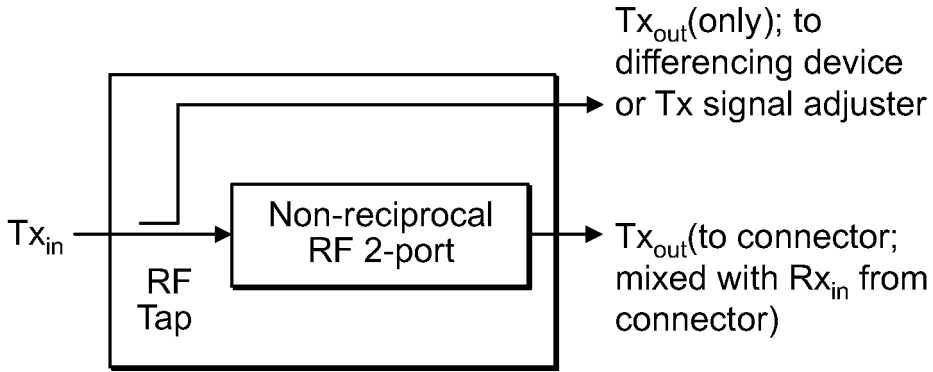 Tx_out(only); to
differencing device
or Tx signal adjuster
Tx_in
RF
Tap
Non-reciprocal
RF 2-port
Tx_out(to connector;
mixed with Rx_in from
connector)